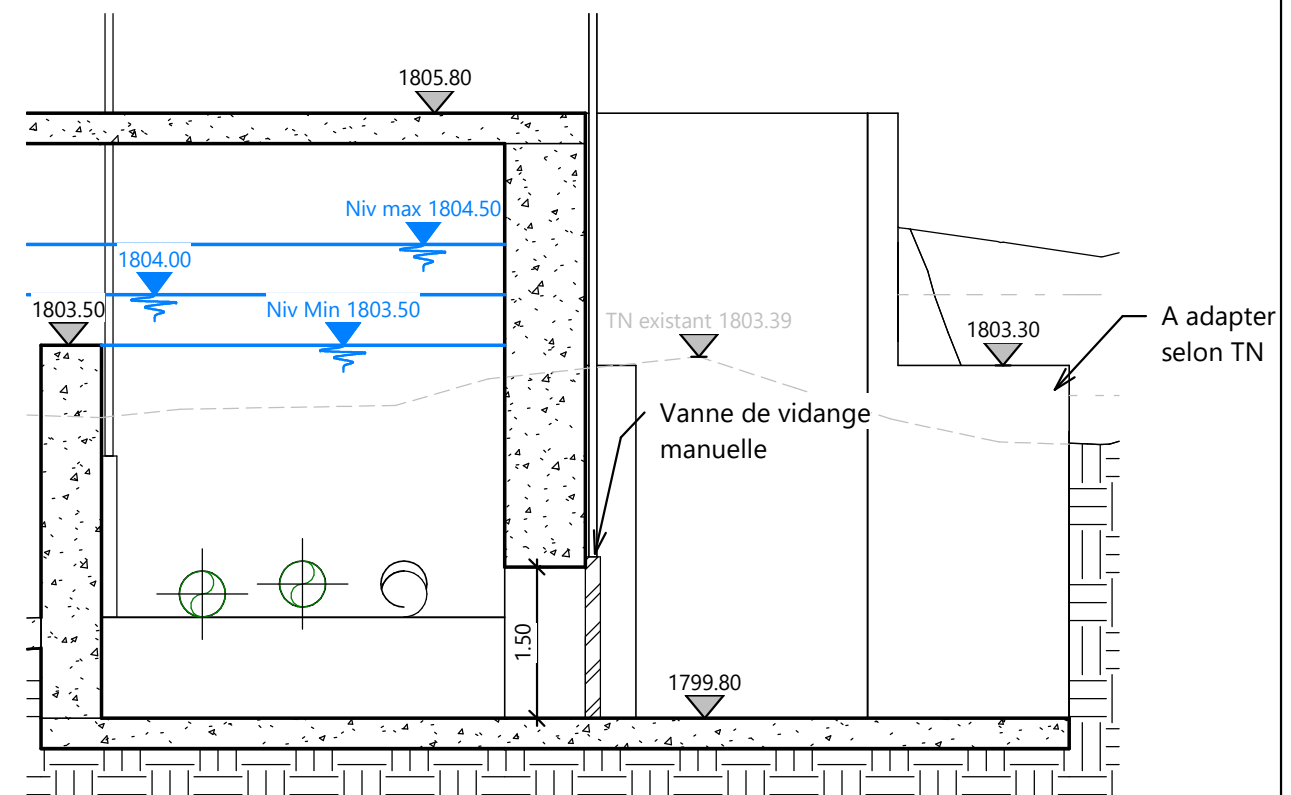 1805.80
Niv max 1804.50
1804.00
1803.50
Niv Min 1803.50
TN existant 1803.39
1803.30
A adapter
selon TN
Vanne de vidange
manuelle
1.50
1799.80